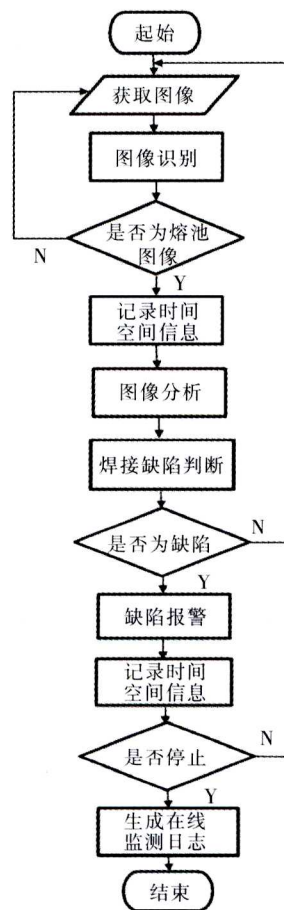 起始
获取图像
图像识别
是否为熔池
图像
N
Y
记录时间
空间信息
图像分析
焊接缺陷判断
是否为缺陷
N
Y
缺陷报警
记录时间
空间信息
是否停止
N
Y
生成在线
监测日志
结束